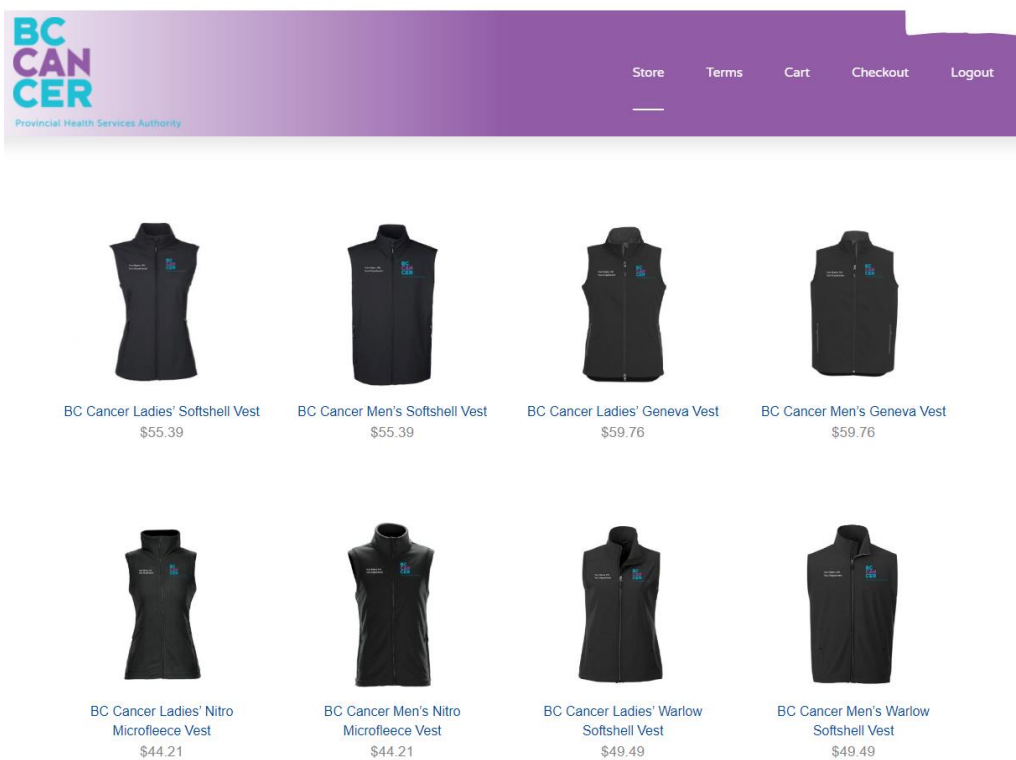 BC
CAN
CER
Provincial Health Services Authority
Store Terms Cart Checkout Logout
BC Cancer Ladies' Softshell Vest
$55.39
BC Cancer Men's Softshell Vest
$55.39
BC Cancer Ladies' Geneva Vest
$59.76
BC Cancer Men's Geneva Vest
$59.76
BC Cancer Ladies' Nitro
Microfleece Vest
$44.21
BC Cancer Men's Nitro
Microfleece Vest
$44.21
BC Cancer Ladies' Warlow
Softshell Vest
$49.49
BC Cancer Men's Warlow
Softshell Vest
$49.49